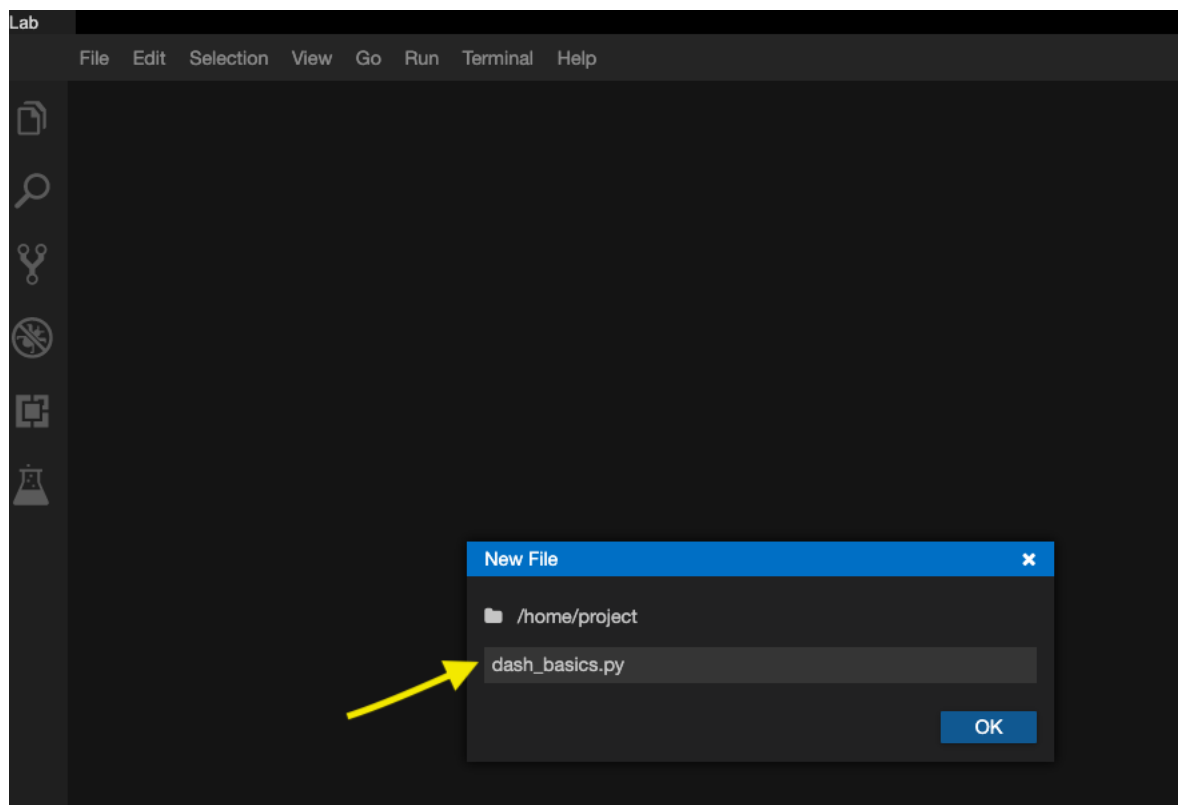 Lab
File Edit Selection View Go Run Terminal Help
New File
/home/project
dash_basics.py
OK